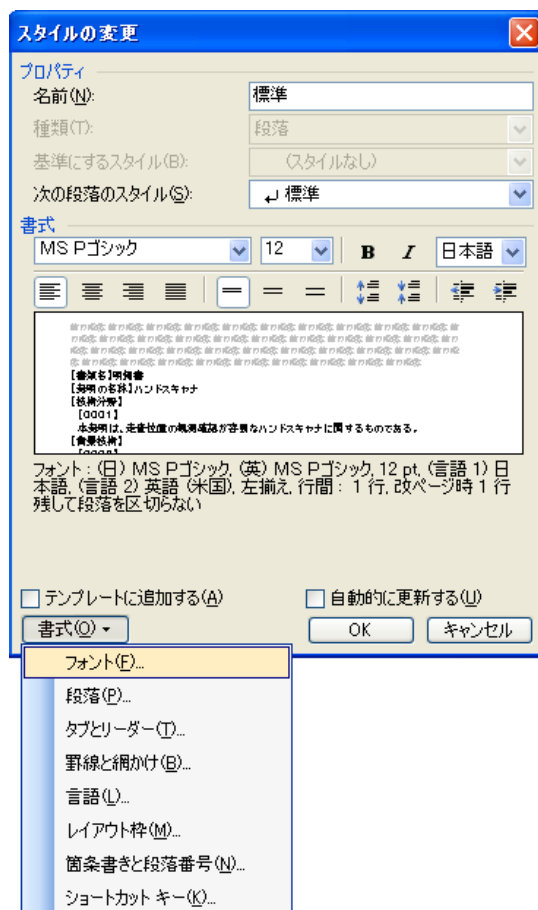 スタイルの変更
プロパティ
名前(N): 標準
種類(T): 段落
基準にするスタイル(B): (スタイルなし)
次の段落のスタイル(S): ↵ 標準
書式
MS Pゴシック 12 B I 日本語
【書類名】明細書
【発明の名称】ハンドスキャナ
【技術分野】
【0001】
本発明は、走査位置の観測確認が容易なハンドスキャナに関するものである。
【背景技術】
フォント : (日) MS Pゴシック, (英) MS Pゴシック, 12 pt, (言語 1) 日
本語, (言語 2) 英語 (米国), 左揃え, 行間 : 1 行, 改ページ時 1 行
残して段落を区切らない
テンプレートに追加する(A) 自動的に更新する(U)
書式(O) OK キャンセル
フォント(F)...
段落(P)...
タブとリーダー(T)...
罫線と網かけ(B)...
言語(L)...
レイアウト枠(M)...
箇条書きと段落番号(N)...
ショートカット キー(K)...